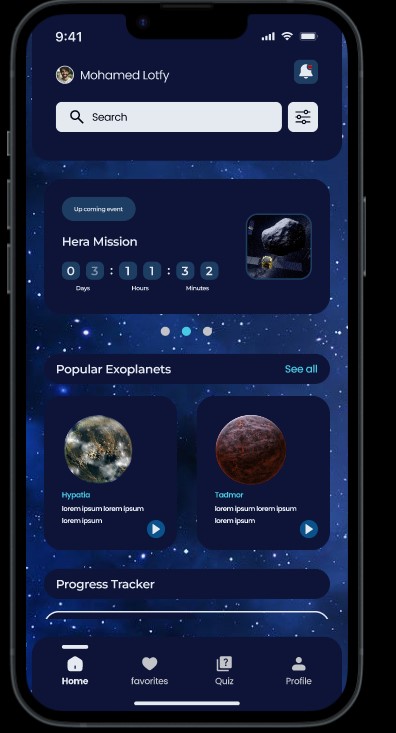 9:41
Mohamed Lotfy
Search
Up coming event
Hera Mission
0 3 : 1 1 : 3 2
Days Hours Minutes
Popular Exoplanets See all
Hypatia
lorem ipsum lorem ipsum
lorem ipsum
Tadmor
lorem ipsum lorem ipsum
lorem ipsum
Progress Tracker
Home favorites Quiz Profile